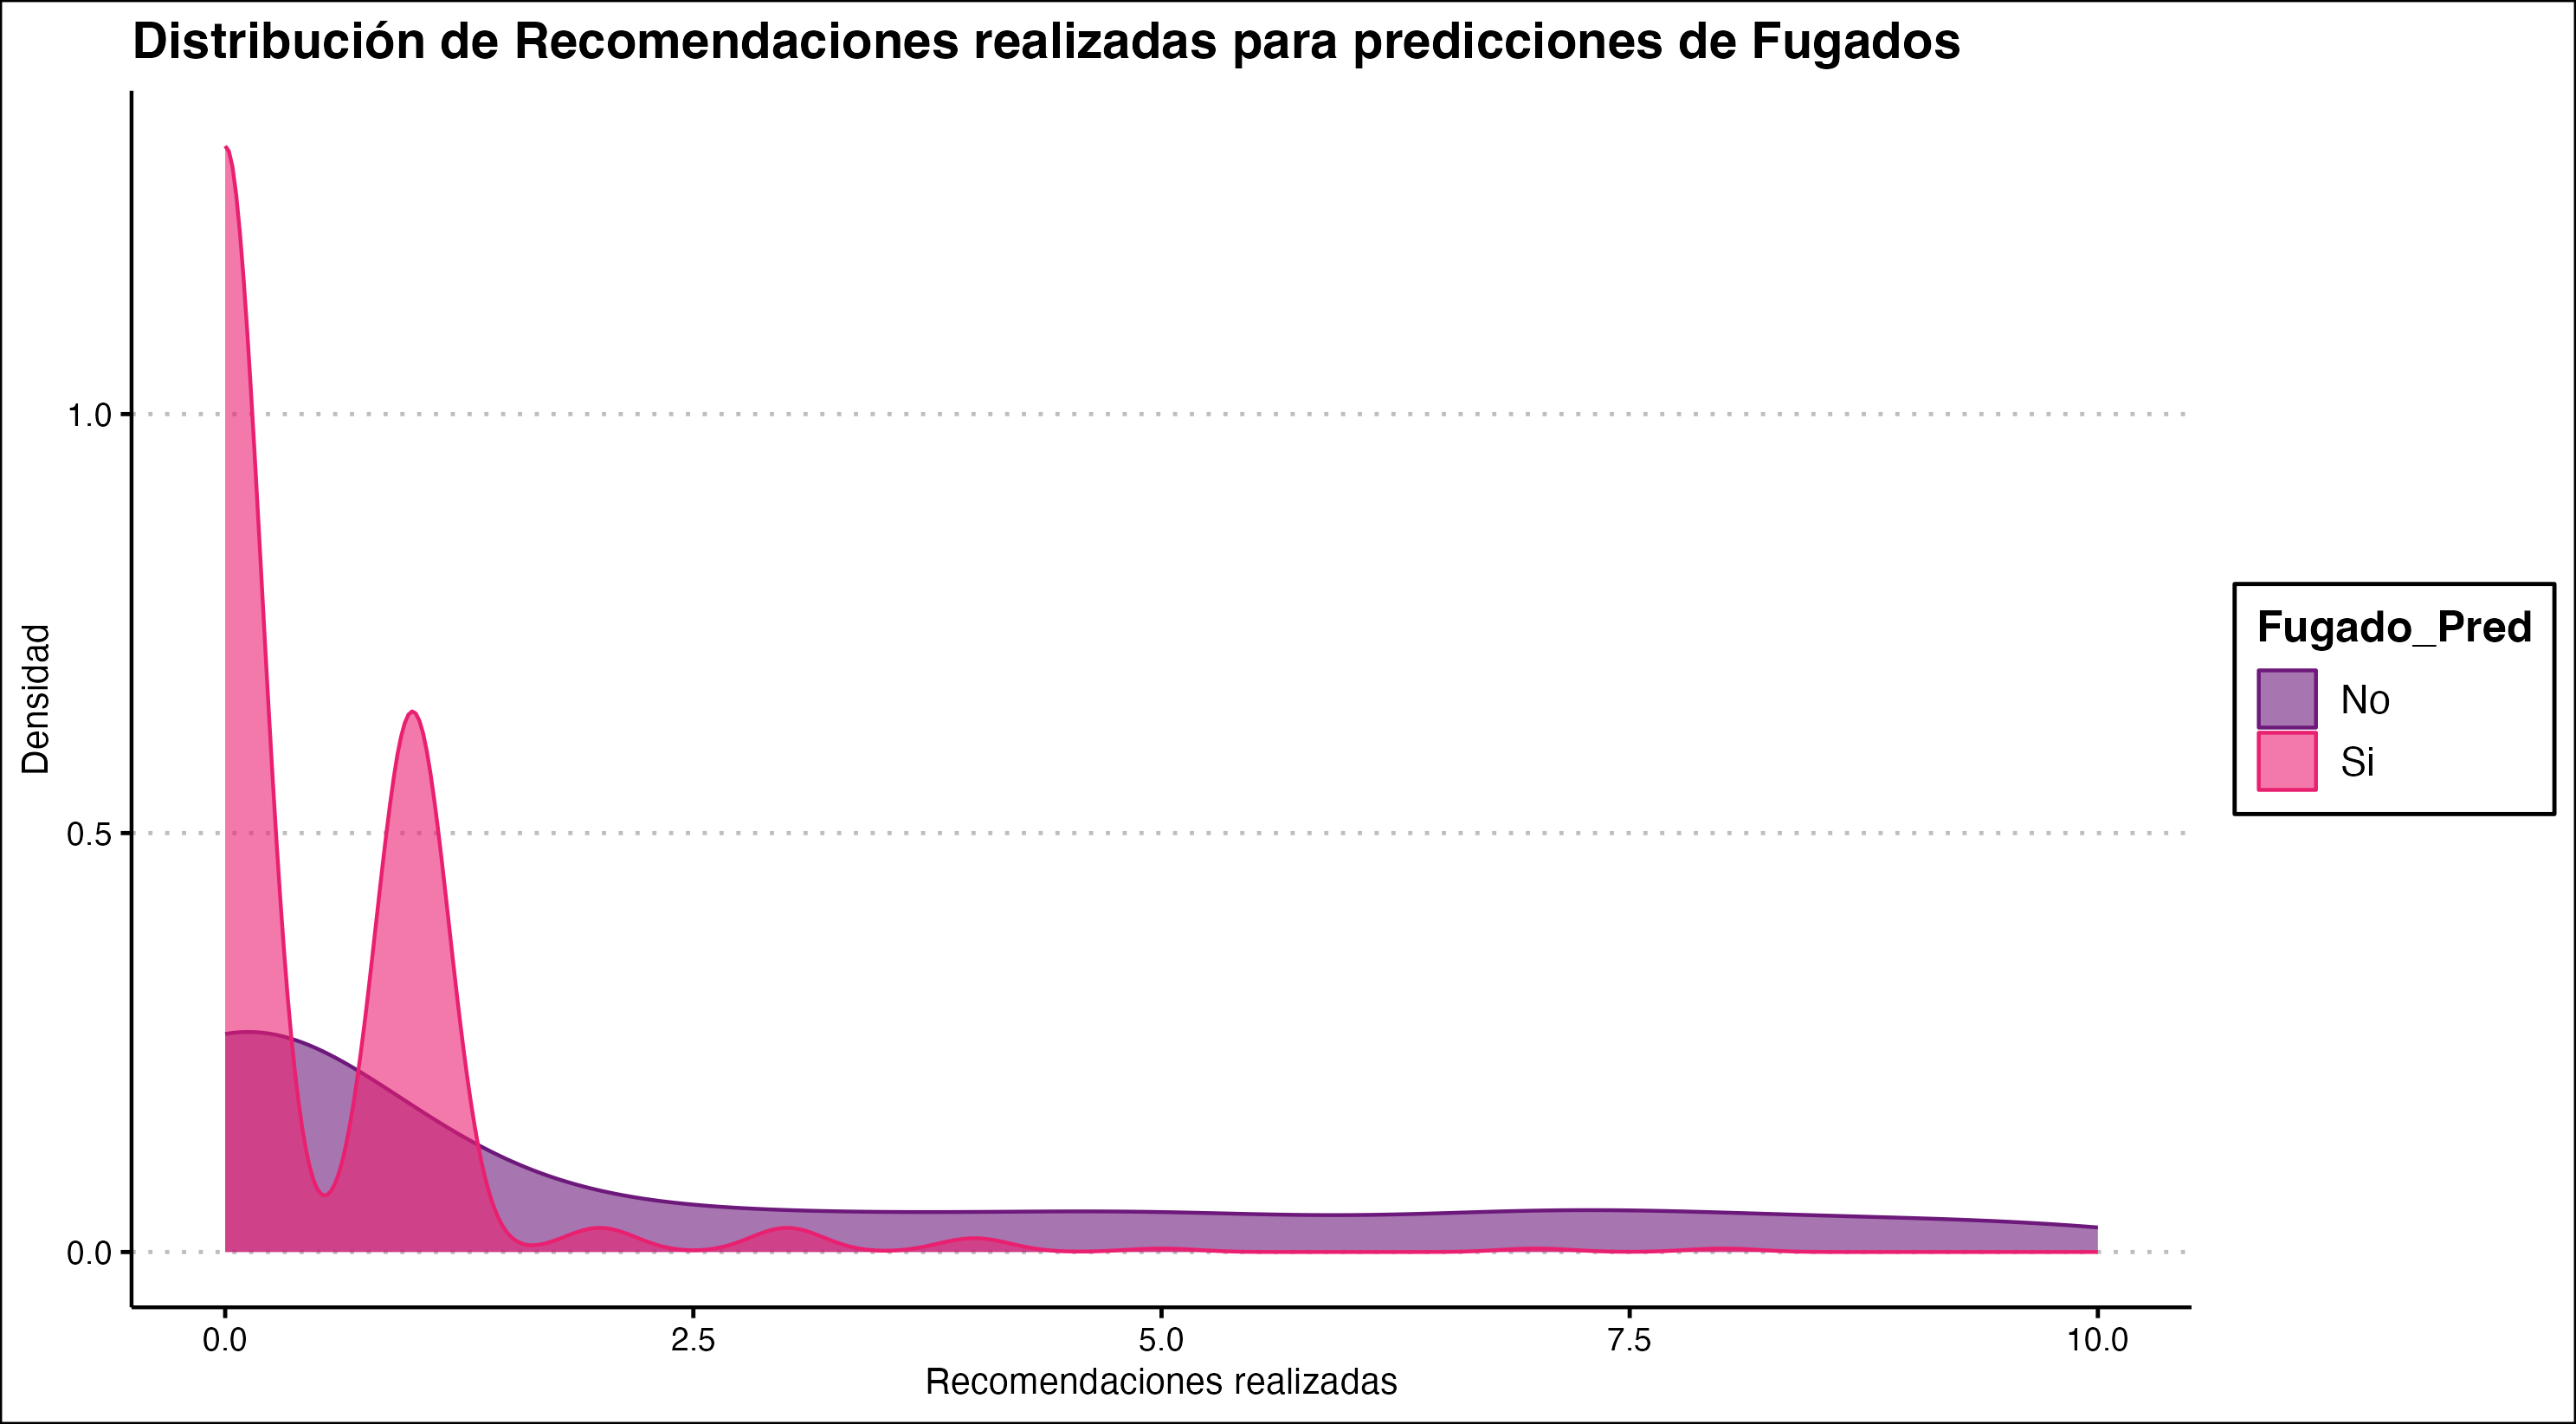 Distribución de Recomendaciones realizadas para predicciones de Fugados
Densidad
1.0
0.5
0.0
0.0 2.5 5.0 7.5 10.0
Recomendaciones realizadas
Fugado_Pred
No
Si